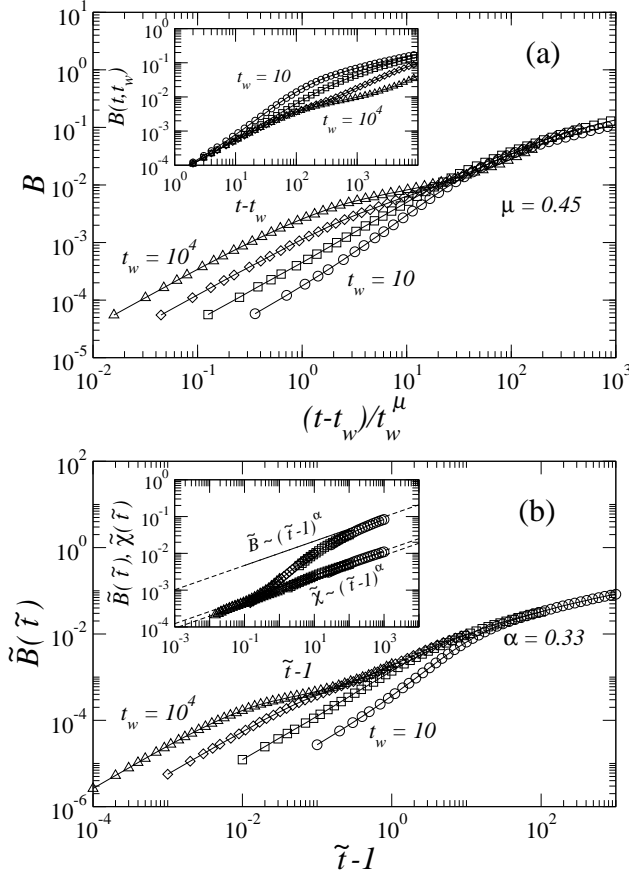 (a)
10^2
10^1
10^0
10^-1
10^-2
10^-3
10^-4
10^-5
B
10^0
10^-1
10^-2
10^-3
10^-4
B(t,t_w)
t_w = 10
t_w = 10^4
10^0 10^1 10^2 10^3
t-t_w
μ = 0.45
t_w = 10^4
t_w = 10
10^-2 10^-1 10^0 10^1 10^2 10^3
(t-t_w)/t_w^μ
(b)
10^2
10^0
10^-2
10^-4
10^-6
B̃(t̃)
10^0
10^-1
10^-2
10^-3
10^-4
B̃(t̃), χ̃(t̃)
B̃ ~ (t̃-1)^α
χ̃ ~ (t̃-1)^α
10^-3 10^-1 10^1 10^3
t̃-1
α = 0.33
t_w = 10^4
t_w = 10
10^-4 10^-2 10^0 10^2
t̃-1